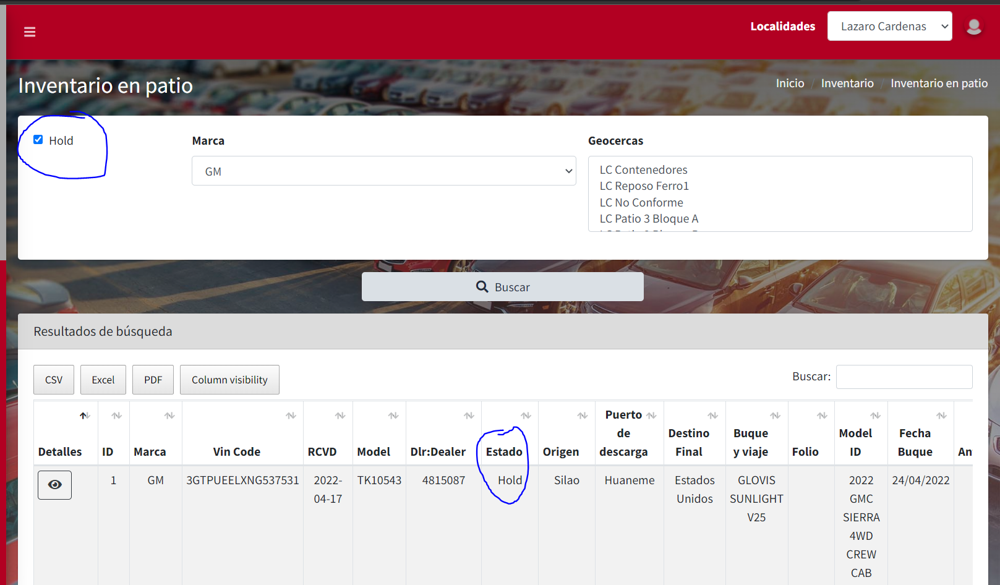 Localidades
Lazaro Cardenas
Inventario en patio
Inicio / Inventario / Inventario en patio
Hold
Marca
Geocercas
GM
LC Contenedores
LC Reposo Ferro1
LC No Conforme
LC Patio 3 Bloque A
Buscar
Resultados de búsqueda
CSV
Excel
PDF
Column visibility
Buscar:
Detalles
ID
Marca
Vin Code
RCVD
Model
Dlr:Dealer
Estado
Origen
Puerto
de
descarga
Destino
Final
Buque
y viaje
Folio
Model
ID
Fecha
Buque
An
1
GM
3GTPUEELXNG537531
2022-
04-17
TK10543
4815087
Hold
Silao
Huaneme
Estados
Unidos
GLOVIS
SUNLIGHT
V25
2022
GMC
SIERRA
4WD
CREW
CAB
24/04/2022